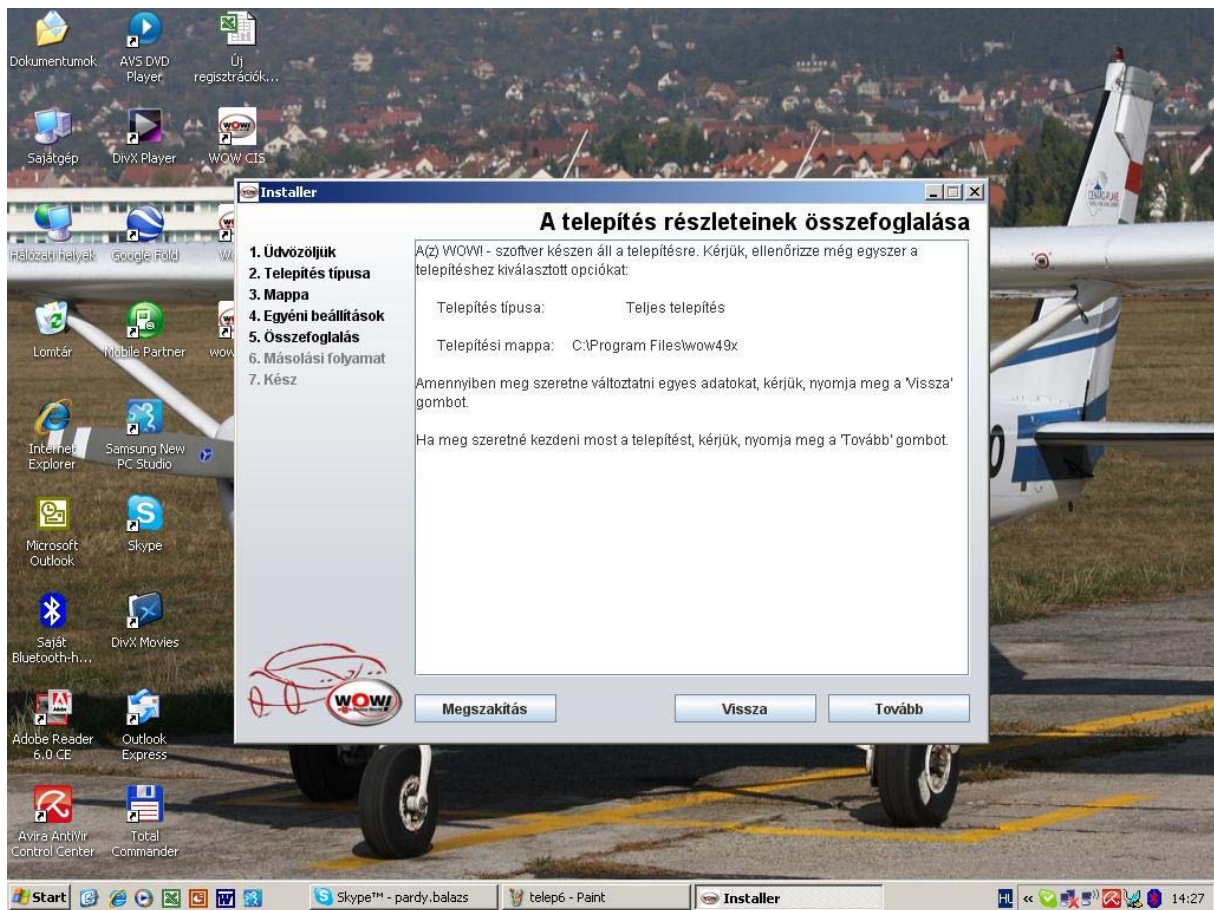 Dokumentumok
AVS DVD Player
Új regisztrációk...
Sajátgép
DivX Player
WOW CIS
Hálózati helyek
Google Föld
Lomtár
Mobile Partner
Internet Explorer
Samsung New PC Studio
Microsoft Outlook
Skype
Saját Bluetooth-h...
DivX Movies
Adobe Reader 6.0 CE
Outlook Express
Avira AntiVir Control Center
Total Commander
Installer
A telepítés részleteinek összefoglalása
1. Üdvözöljük
2. Telepítés típusa
3. Mappa
4. Egyéni beállítások
5. Összefoglalás
6. Másolási folyamat
7. Kész
A(z) WOW! - szoftver készen áll a telepítésre. Kérjük, ellenőrizze még egyszer a
telepítéshez kiválasztott opciókat:
Telepítés típusa: Teljes telepítés
Telepítési mappa: C:\Program Files\wow49x
Amennyiben meg szeretne változtatni egyes adatokat, kérjük, nyomja meg a 'Vissza'
gombot.
Ha meg szeretné kezdeni most a telepítést, kérjük, nyomja meg a 'Tovább' gombot.
WOW!
Megszakítás
Vissza
Tovább
Start
Skype™ - pardy.balazs
telep6 - Paint
Installer
HU
14:27